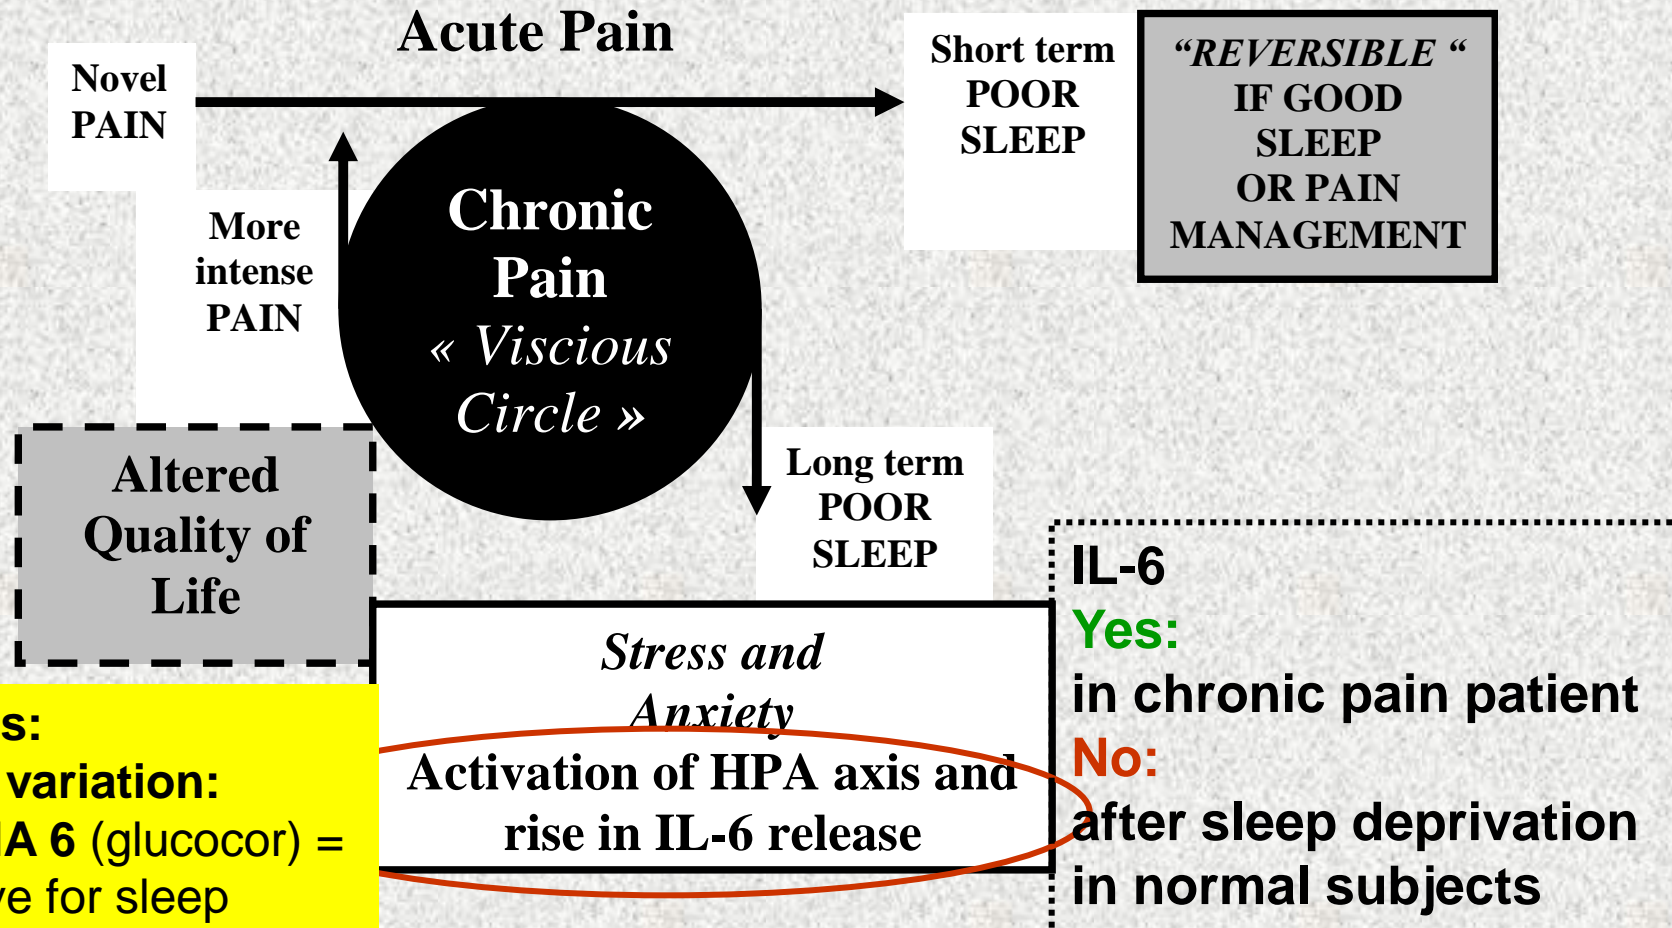 Acute Pain
Novel
PAIN
Short term
POOR
SLEEP
“REVERSIBLE “
IF GOOD
SLEEP
OR PAIN
MANAGEMENT
More
intense
PAIN
Chronic
Pain
« Viscious
Circle »
Altered
Quality of
Life
Long term
POOR
SLEEP
Stress and
Anxiety
Activation of HPA axis and
rise in IL-6 release
IL-6
Yes:
in chronic pain patient
No:
after sleep deprivation
in normal subjects
variation:
6 (glucocor) =
for sleep